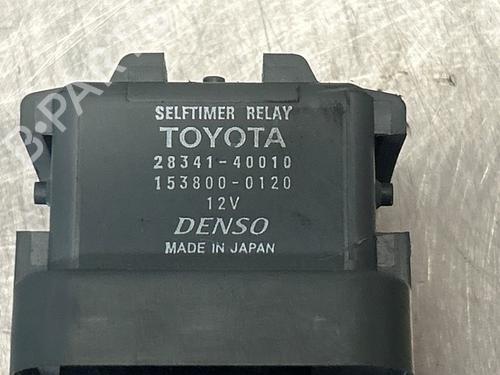 SELFTIMER RELAY
TOYOTA
28341-40010
153800-0120
12V
DENSO
MADE IN JAPAN